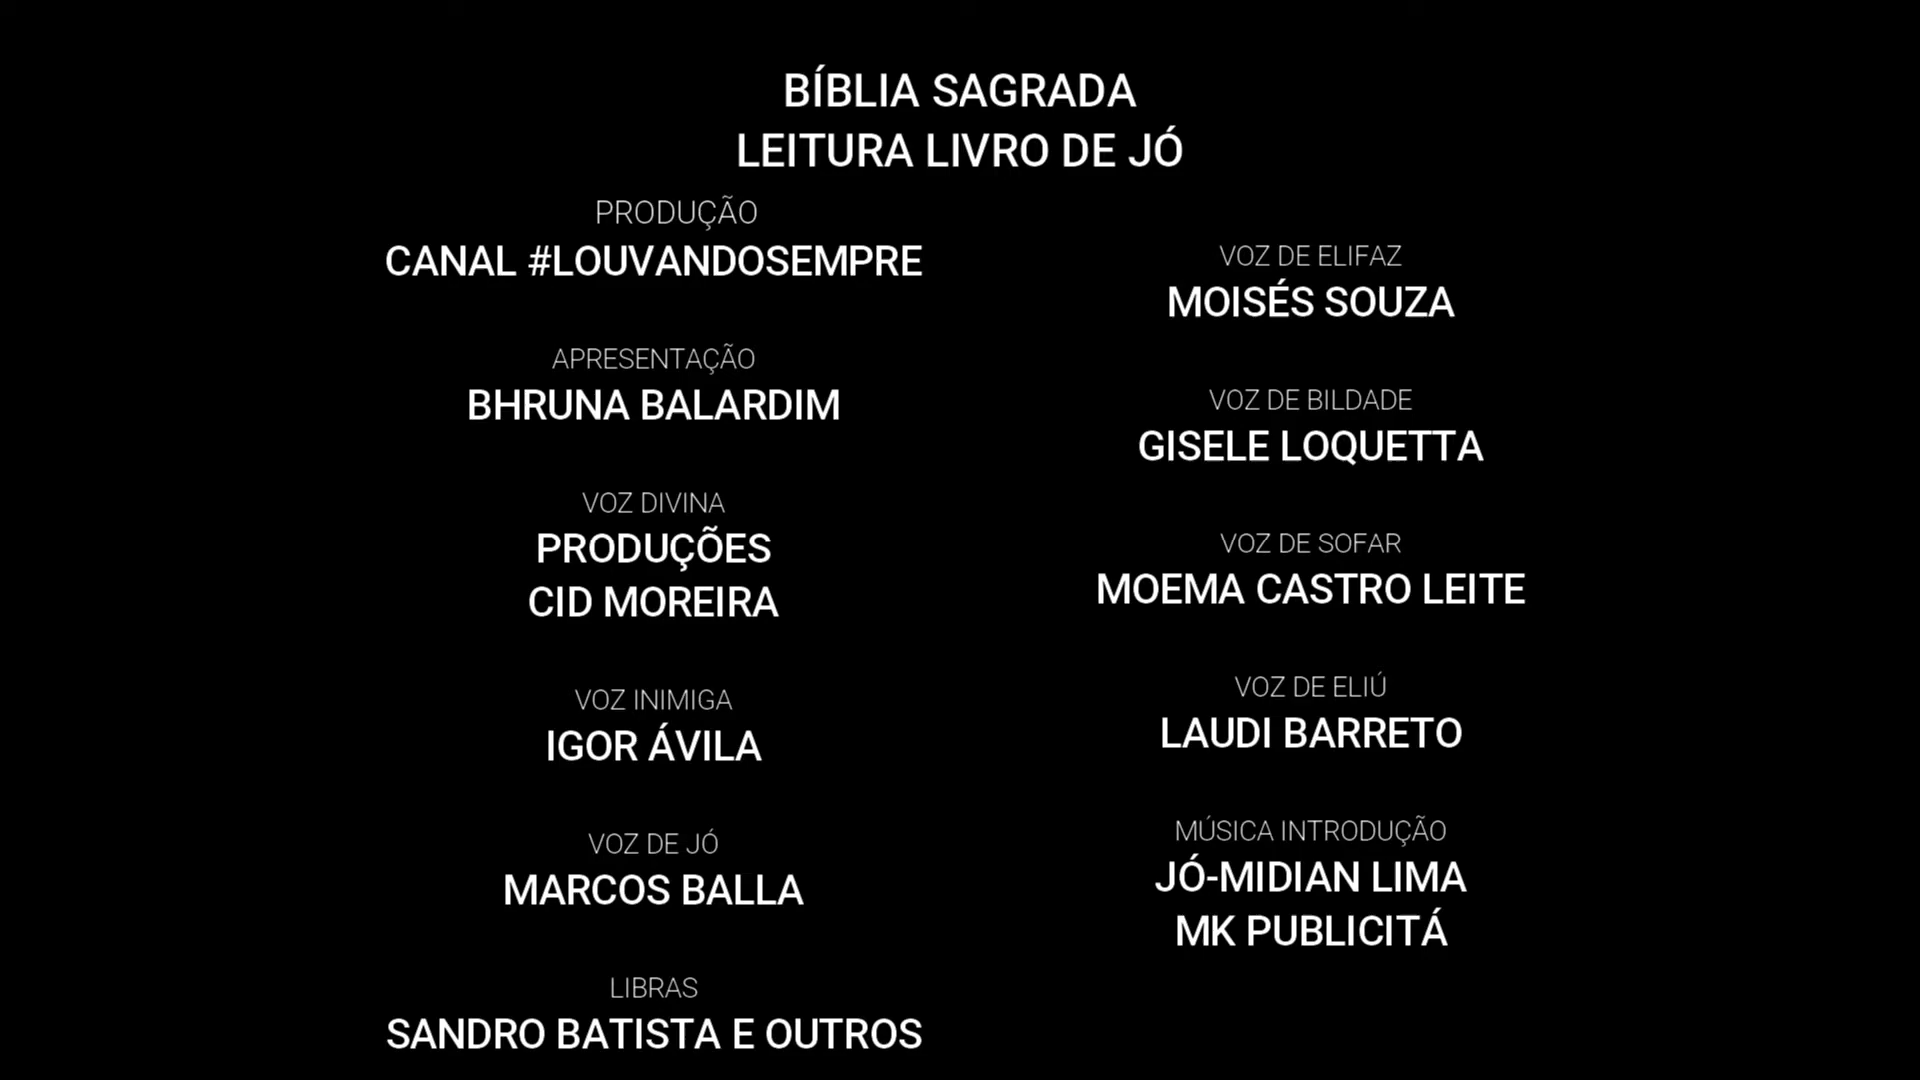 BÍBLIA SAGRADA
LEITURA LIVRO DE JÓ
PRODUÇÃO
CANAL #LOUVANDOSEMPRE
APRESENTAÇÃO
BHRUNA BALARDIM
VOZ DIVINA
PRODUÇÕES
CID MOREIRA
VOZ INIMIGA
IGOR ÁVILA
VOZ DE JÓ
MARCOS BALLA
LIBRAS
SANDRO BATISTA E OUTROS
VOZ DE ELIFAZ
MOISÉS SOUZA
VOZ DE BILDADE
GISELE LOQUETTA
VOZ DE SOFAR
MOEMA CASTRO LEITE
VOZ DE ELIÚ
LAUDI BARRETO
MÚSICA INTRODUÇÃO
JÓ-MIDIAN LIMA
MK PUBLICITÁ